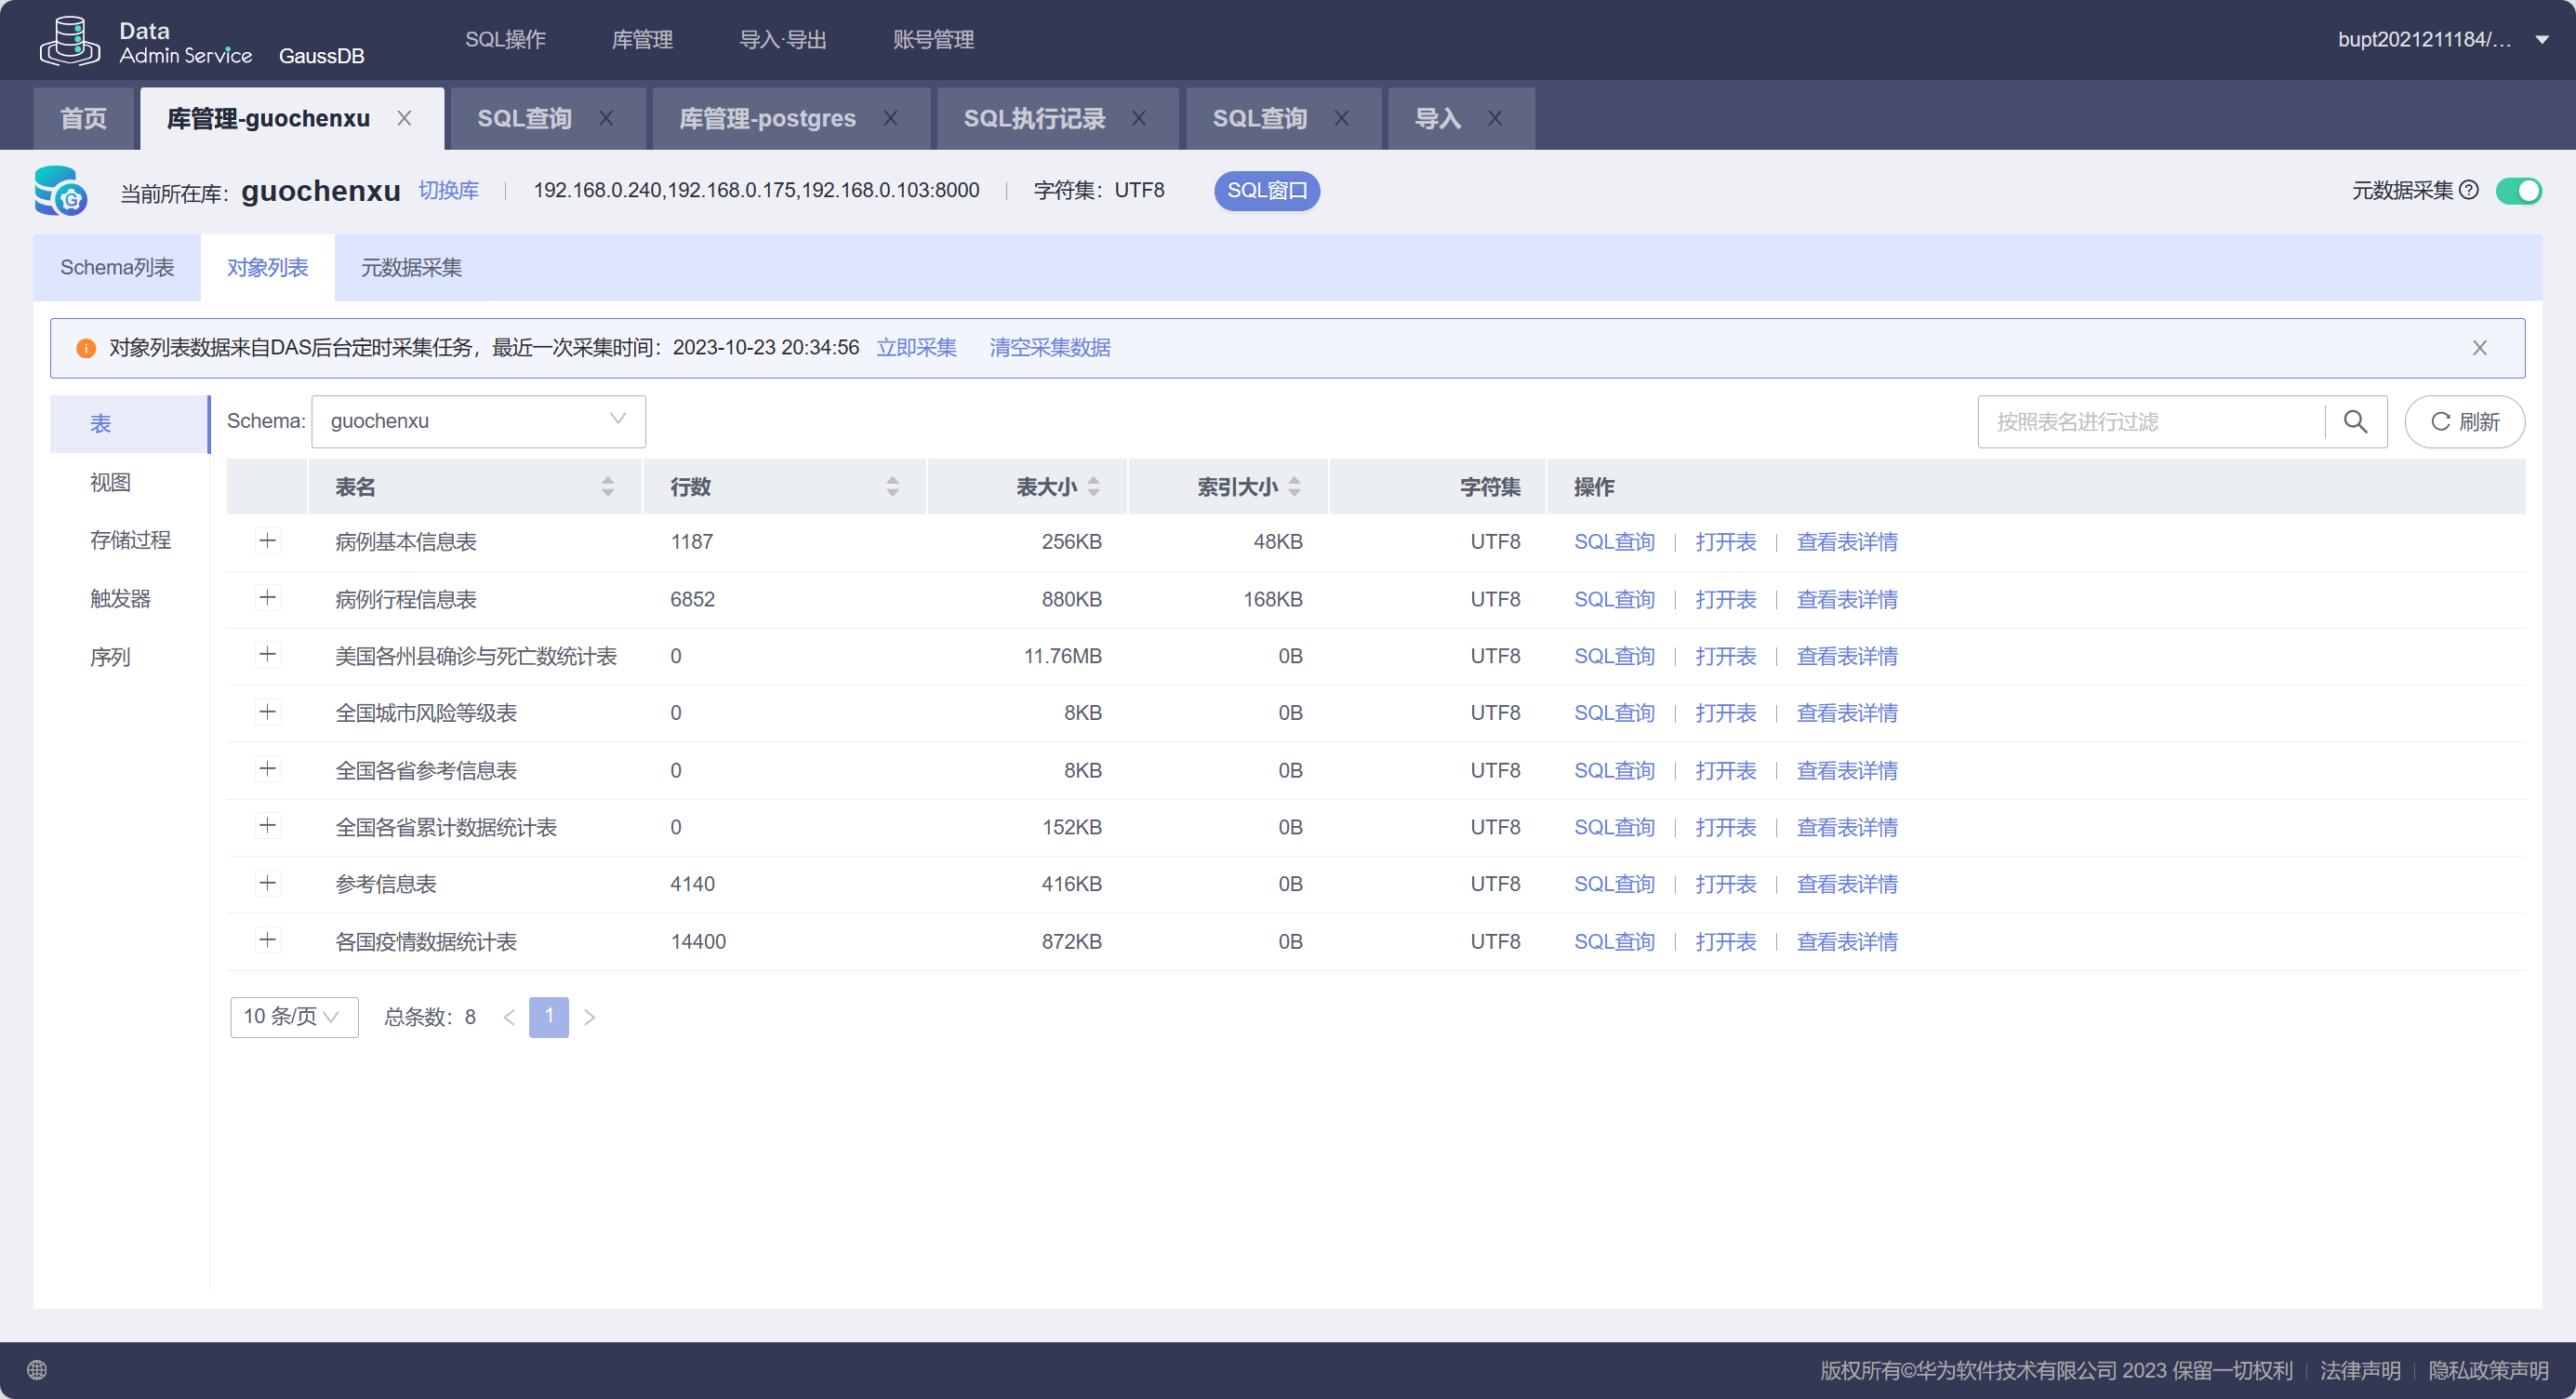 Data
Admin Service GaussDB SQL操作 库管理 导入·导出 账号管理 bupt2021211184/...
首页 库管理-guochenxu SQL查询 库管理-postgres SQL执行记录 SQL查询 导入
当前所在库: guochenxu 切换库 192.168.0.240,192.168.0.175,192.168.0.103:8000 字符集: UTF8 SQL窗口 元数据采集
Schema列表 对象列表 元数据采集
对象列表数据来自DAS后台定时采集任务，最近一次采集时间：2023-10-23 20:34:56 立即采集 清空采集数据
表 Schema: guochenxu 按照表名进行过滤 刷新
视图
存储过程
触发器
序列
表名 行数 表大小 索引大小 字符集 操作
病例基本信息表 1187 256KB 48KB UTF8 SQL查询 打开表 查看表详情
病例行程信息表 6852 880KB 168KB UTF8 SQL查询 打开表 查看表详情
美国各州县确诊与死亡数统计表 0 11.76MB 0B UTF8 SQL查询 打开表 查看表详情
全国城市风险等级表 0 8KB 0B UTF8 SQL查询 打开表 查看表详情
全国各省参考信息表 0 8KB 0B UTF8 SQL查询 打开表 查看表详情
全国各省累计数据统计表 0 152KB 0B UTF8 SQL查询 打开表 查看表详情
参考信息表 4140 416KB 0B UTF8 SQL查询 打开表 查看表详情
各国疫情数据统计表 14400 872KB 0B UTF8 SQL查询 打开表 查看表详情
10 条/页 总条数：8 < 1 >
版权所有©华为软件技术有限公司 2023 保留一切权利 法律声明 隐私政策声明